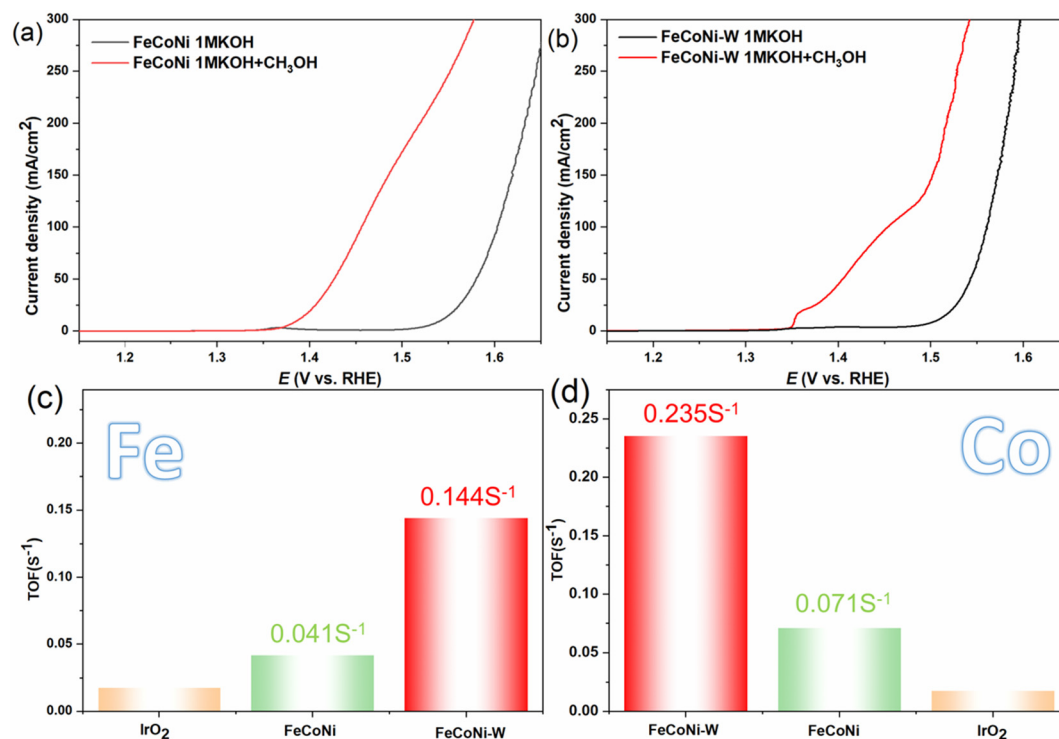 (a)
FeCoNi 1MKOH
FeCoNi 1MKOH+CH₃OH
Current density (mA/cm²)
300
250
200
150
100
50
0
1.2 1.3 1.4 1.5 1.6
E (V vs. RHE)
(b)
FeCoNi-W 1MKOH
FeCoNi-W 1MKOH+CH₃OH
Current density (mA/cm²)
300
250
200
150
100
50
0
1.2 1.3 1.4 1.5 1.6
E (V vs. RHE)
(c)
Fe
TOF(s⁻¹)
0.20
0.15
0.10
0.05
0.00
0.041S⁻¹
0.144S⁻¹
IrO₂ FeCoNi FeCoNi-W
(d)
Co
TOF(s⁻¹)
0.25
0.20
0.15
0.10
0.05
0.00
0.235S⁻¹
0.071S⁻¹
FeCoNi-W FeCoNi IrO₂